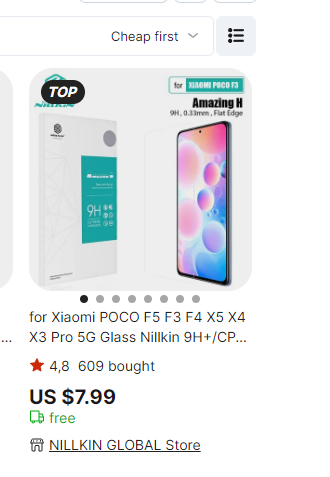 Cheap first
TOP
for XIAOMI POCO F3
NILLKIN
Amazing H
9H , 0.33mm , Flat Edge
Amazing H
9H
for Xiaomi POCO F5 F3 F4 X5 X4
...
X3 Pro 5G Glass Nillkin 9H+/CP...
4,8 609 bought
US $7.99
free
NILLKIN GLOBAL Store